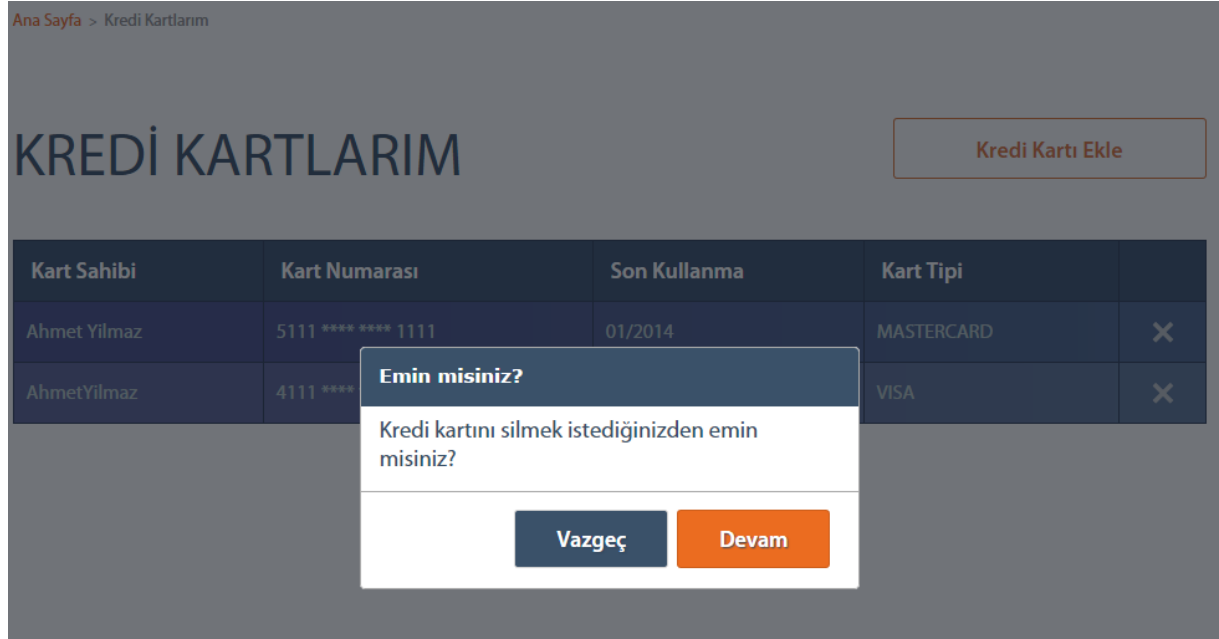 Ana Sayfa > Kredi Kartlarım
KREDİ KARTLARIM
Kredi Kartı Ekle
Kart Sahibi Kart Numarası Son Kullanma Kart Tipi
Ahmet Yilmaz 5111 **** **** 1111 01/2014 MASTERCARD
AhmetYilmaz 4111 **** VISA
Emin misiniz?
Kredi kartını silmek istediğinizden emin
misiniz?
Vazgeç Devam